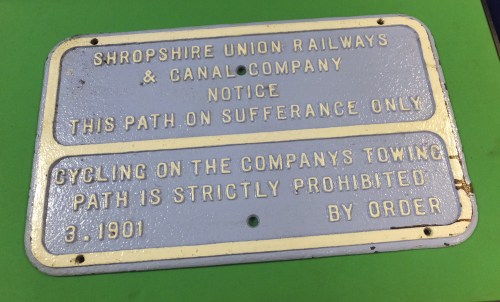 SHROPSHIRE UNION RAILWAYS
& CANAL COMPANY
NOTICE
THIS PATH ON SUFFERANCE ONLY
CYCLING ON THE COMPANYS TOWING
PATH IS STRICTLY PROHIBITED
3.1901 BY ORDER